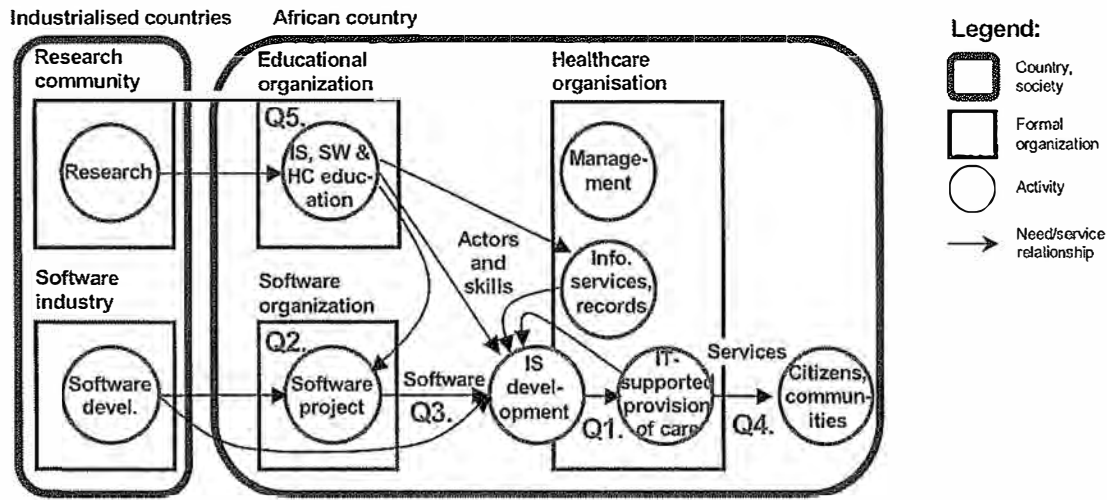 Industrialised countries
African country
Research
community
Educational
organization
Healthcare
organisation
Q5.
Research
IS, SW &
HC educ-
ation
Manage-
ment
Actors
and
skills
Info.
services,
records
Software
industry
Software
organization
Q2.
Software
devel.
Software
project
Software
Q3.
IS
devel-
opment
Q1.
IT-
supported
provision
of care
Services
Q4.
Citizens,
commun-
ities
Legend:
Country,
society
Formal
organization
Activity
Need/service
relationship